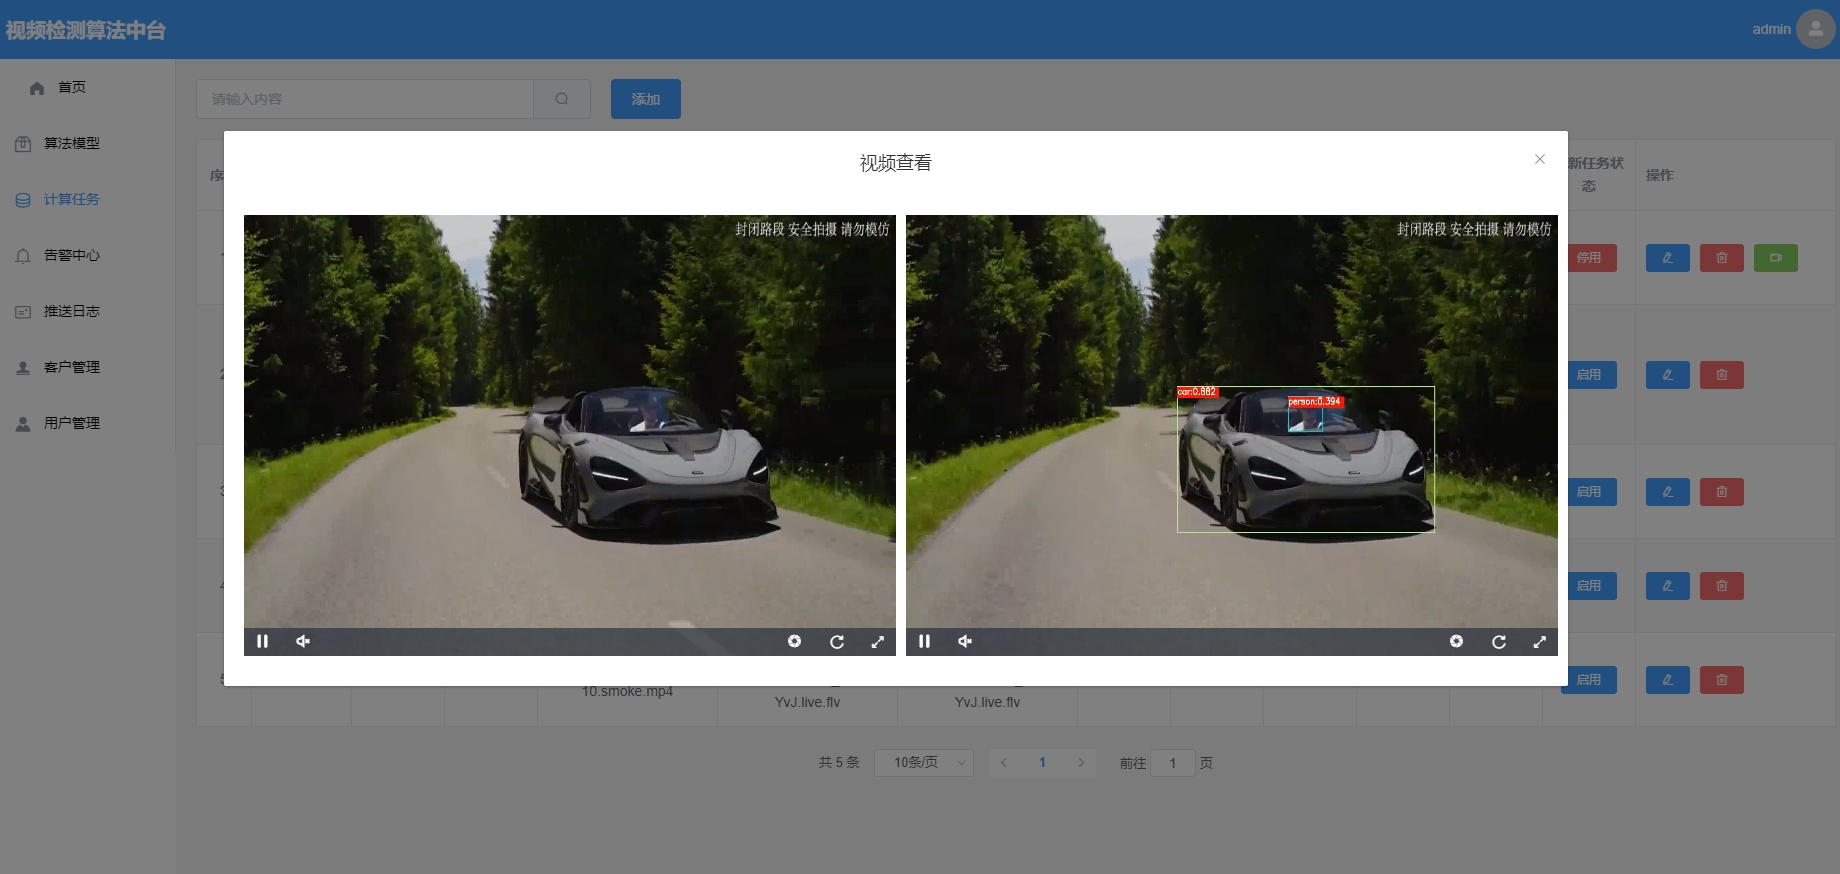 视频检测算法中台
admin
首页
算法模型
计算任务
告警中心
推送日志
客户管理
用户管理
请输入内容
添加
序
新任务状
态
操作
视频查看
封闭路段 安全拍摄 请勿模仿
封闭路段 安全拍摄 请勿模仿
car:0.882
person:0.394
停用
启用
启用
启用
启用
10.smoke.mp4
YvJ.live.flv
YvJ.live.flv
共 5 条
10条/页
1
前往 1 页